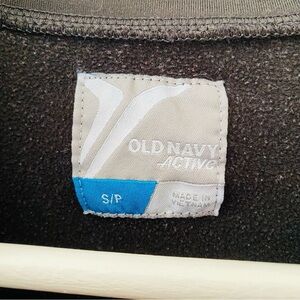 OLD NAVY
ACTIVE
S/P
MADE IN
VIETNAM